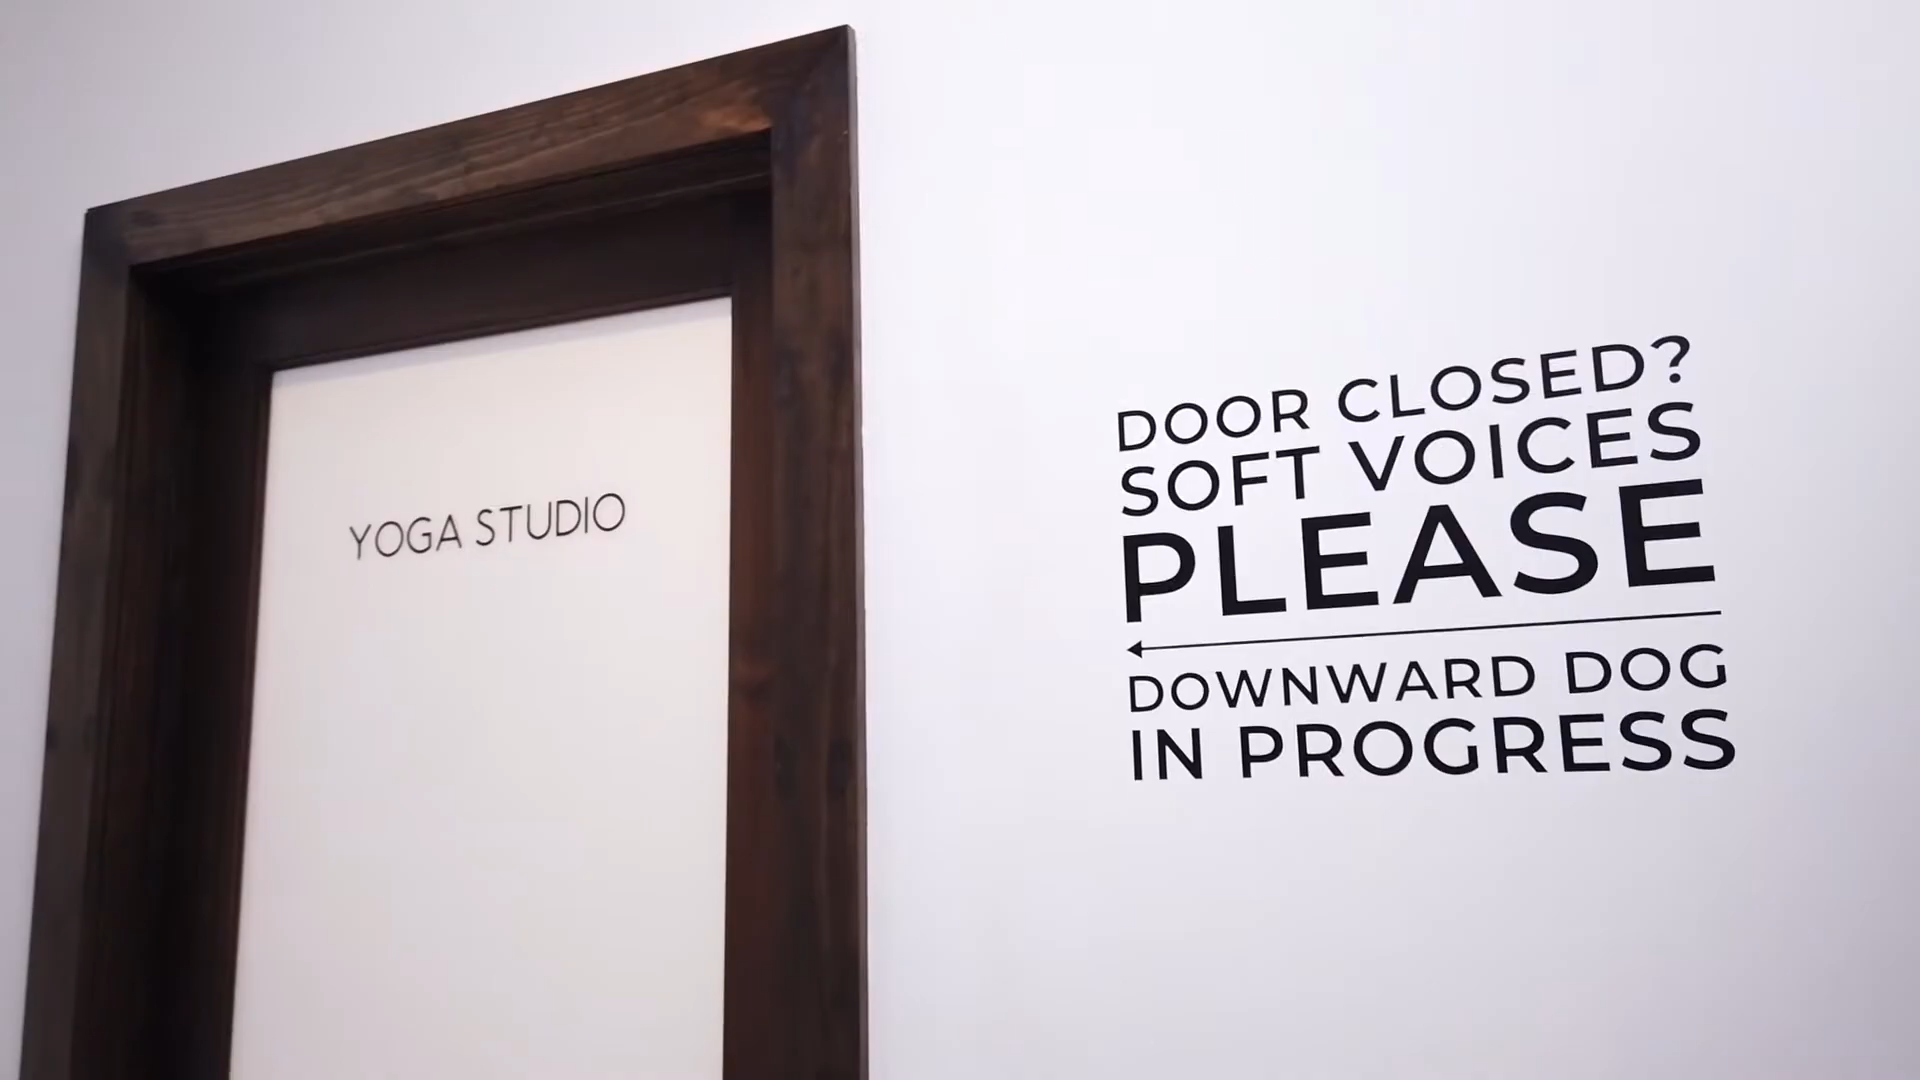 YOGA STUDIO
DOOR CLOSED?
SOFT VOICES
PLEASE
DOWNWARD DOG
IN PROGRESS